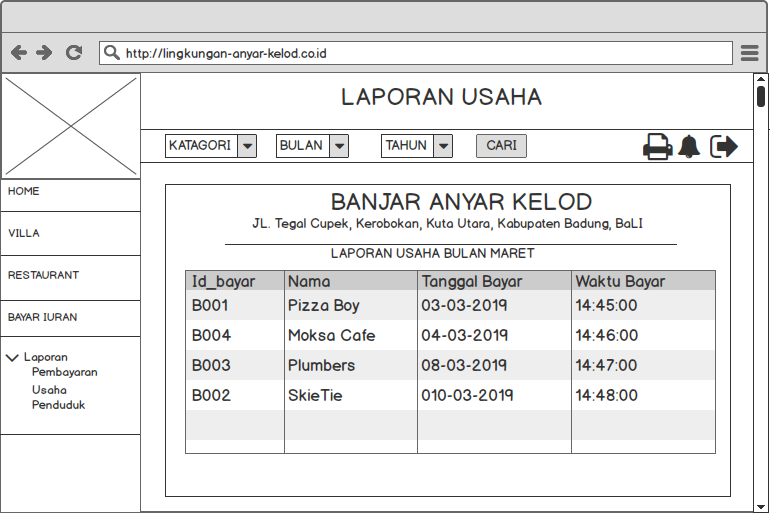 http://lingkungan-anyar-kelod.co.id
LAPORAN USAHA
KATAGORI BULAN TAHUN CARI
HOME
VILLA
RESTAURANT
BAYAR IURAN
Laporan
Pembayaran
Usaha
Penduduk
BANJAR ANYAR KELOD
JL. Tegal Cupek, Kerobokan, Kuta Utara, Kabupaten Badung, BaLI
LAPORAN USAHA BULAN MARET
Id_bayar Nama Tanggal Bayar Waktu Bayar
B001 Pizza Boy 03-03-2019 14:45:00
B004 Moksa Cafe 04-03-2019 14:46:00
B003 Plumbers 08-03-2019 14:47:00
B002 SkieTie 010-03-2019 14:48:00